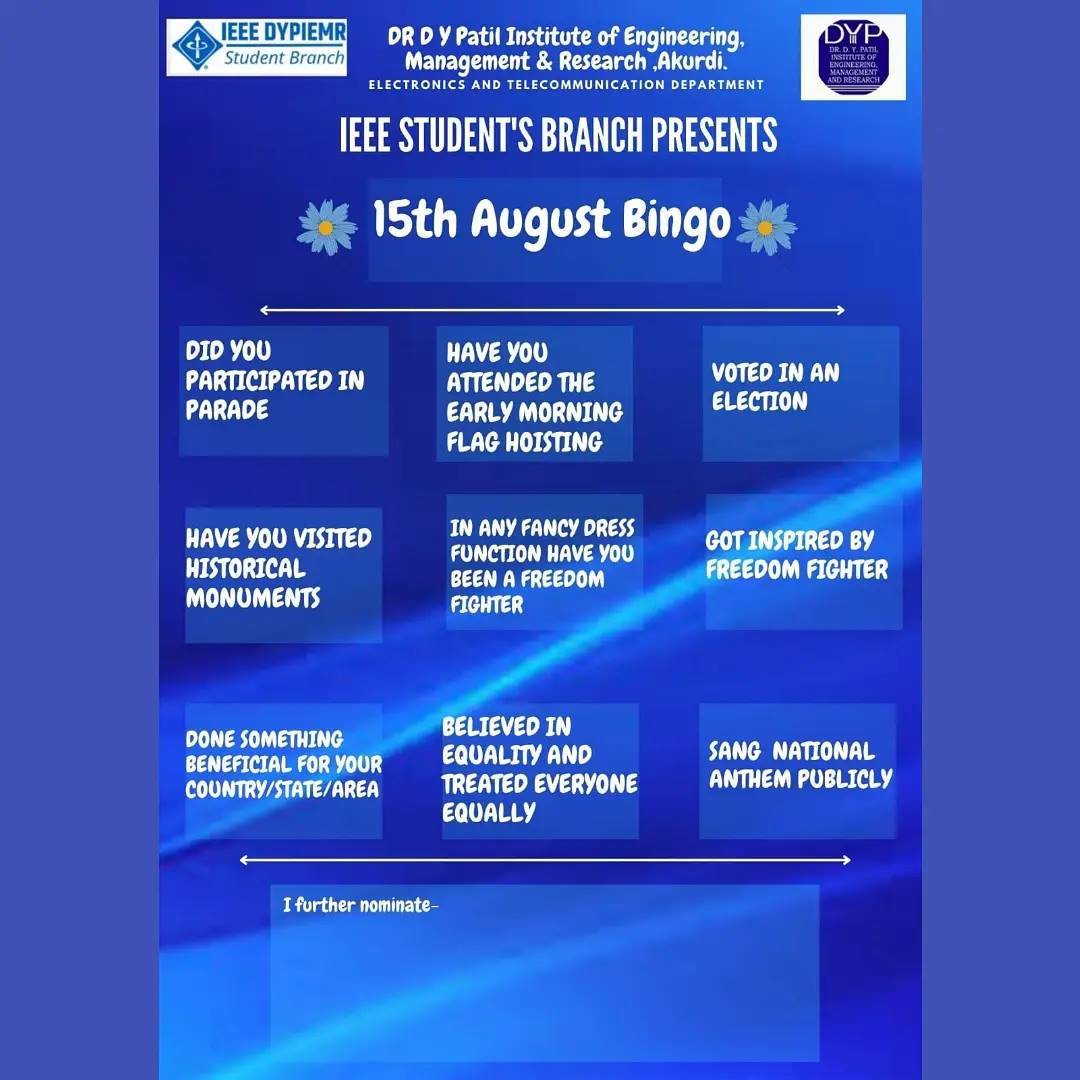 IEEE DYPIEMR
Student Branch
DR D Y Patil Institute of Engineering,
Management & Research ,Akurdi.
ELECTRONICS AND TELECOMMUNICATION DEPARTMENT
DYP
DR. D. Y. PATIL
INSTITUTE OF
ENGINEERING,
MANAGEMENT
AND RESEARCH
IEEE STUDENT'S BRANCH PRESENTS
15th August Bingo
DID YOU
PARTICIPATED IN
PARADE
HAVE YOU
ATTENDED THE
EARLY MORNING
FLAG HOISTING
VOTED IN AN
ELECTION
HAVE YOU VISITED
HISTORICAL
MONUMENTS
IN ANY FANCY DRESS
FUNCTION HAVE YOU
BEEN A FREEDOM
FIGHTER
GOT INSPIRED BY
FREEDOM FIGHTER
DONE SOMETHING
BENEFICIAL FOR YOUR
COUNTRY/STATE/AREA
BELIEVED IN
EQUALITY AND
TREATED EVERYONE
EQUALLY
SANG NATIONAL
ANTHEM PUBLICLY
I further nominate-